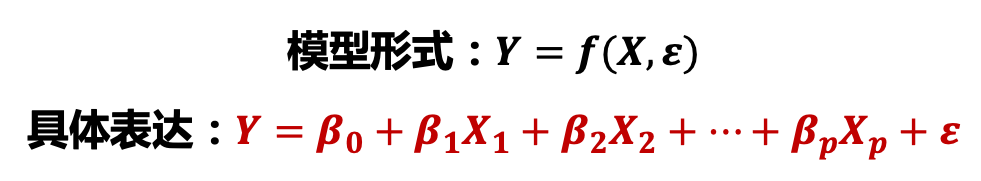 模型形式：Y = f(X, ε)
具体表达：Y = β₀ + β₁X₁ + β₂X₂ + ⋯ + βₚXₚ + ε